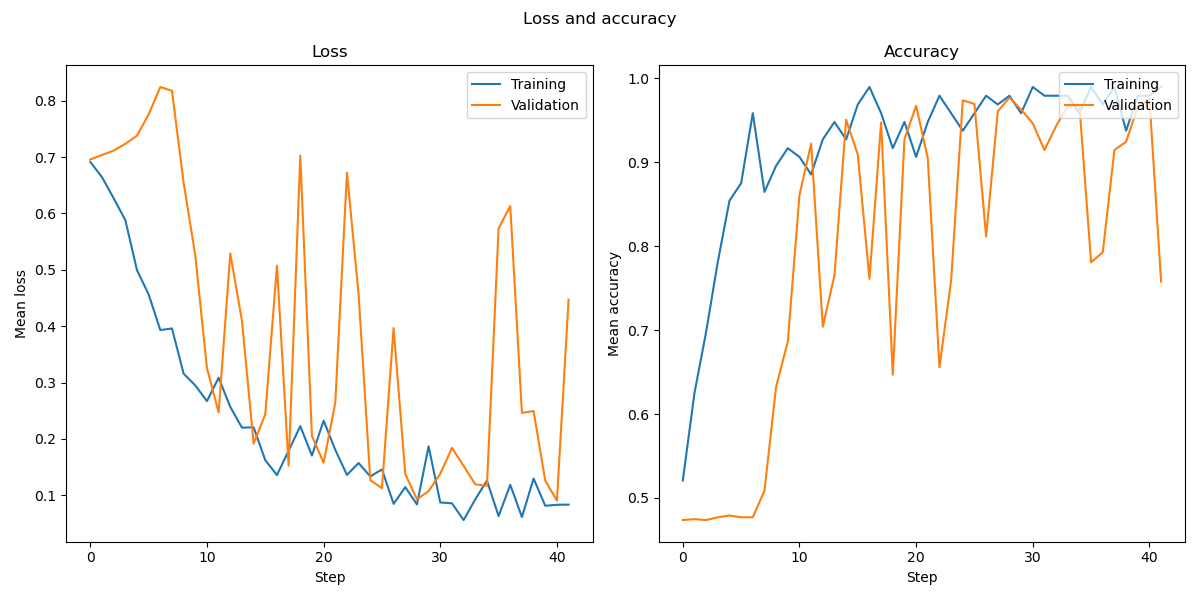 Loss and accuracy
Loss
Training
Validation
Mean loss
0.8
0.7
0.6
0.5
0.4
0.3
0.2
0.1
0
10
20
30
40
Step
Accuracy
Training
Validation
Mean accuracy
1.0
0.9
0.8
0.7
0.6
0.5
0
10
20
30
40
Step